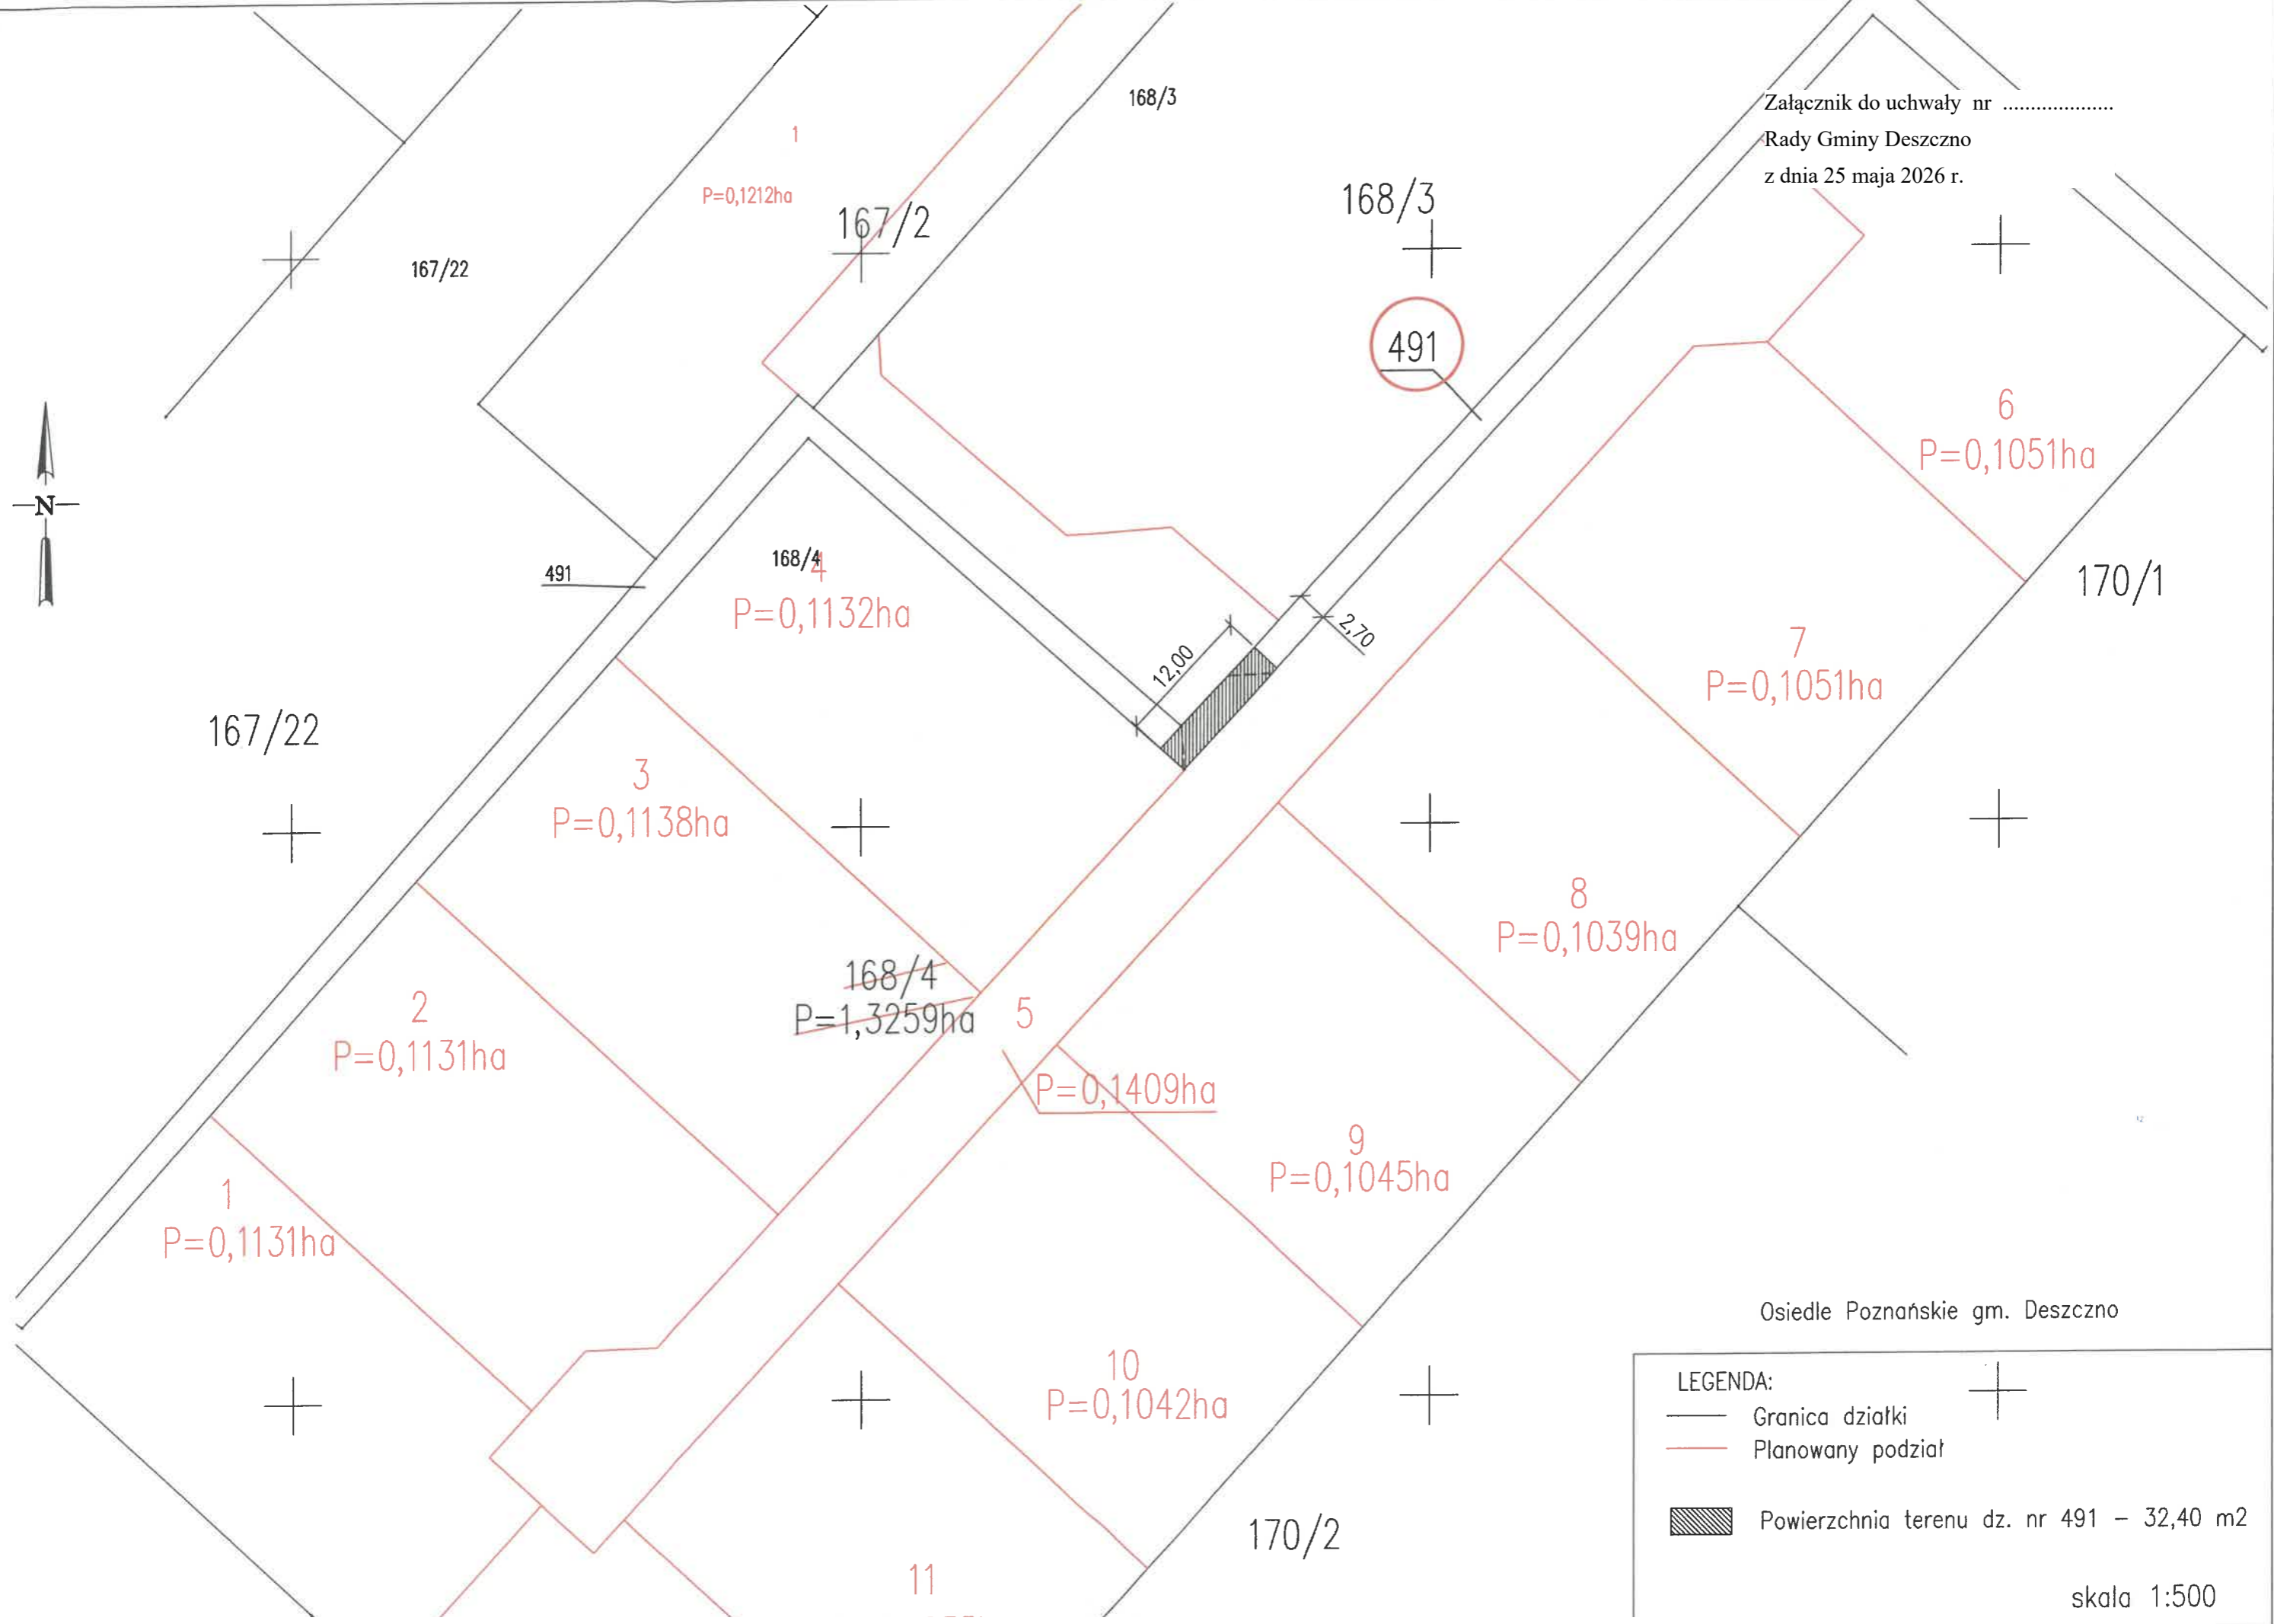 168/3
Załącznik do uchwały nr ....................
Rady Gminy Deszczno
z dnia 25 maja 2026 r.
1
P=0,1212ha
167/2
168/3
167/22
491
6
P=0,1051ha
N
491
168/4
4
P=0,1132ha
170/1
2,70
12,00
7
P=0,1051ha
167/22
3
P=0,1138ha
8
P=0,1039ha
168/4
P=1,3259ha
5
P=0,1409ha
2
P=0,1131ha
9
P=0,1045ha
1
P=0,1131ha
10
P=0,1042ha
170/2
11
Osiedle Poznańskie gm. Deszczno
LEGENDA:
Granica działki
Planowany podział
Powierzchnia terenu dz. nr 491 – 32,40 m2
skala 1:500